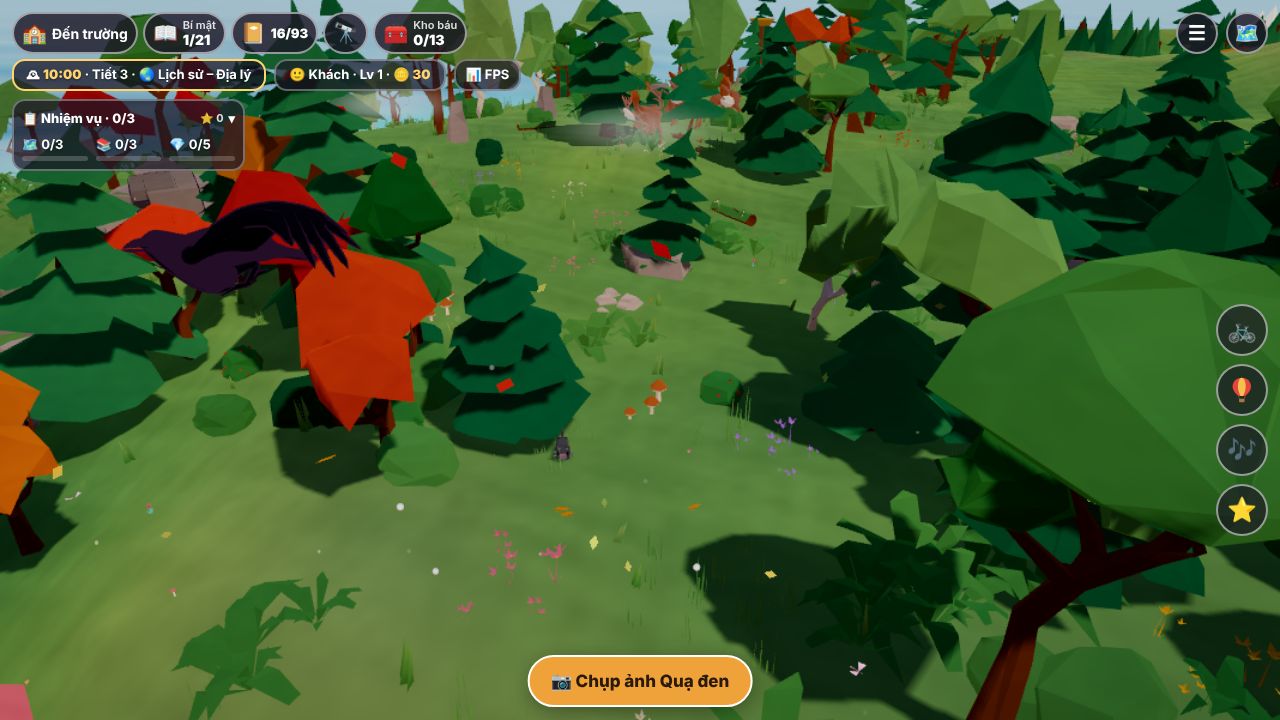 Đến trường
Bí mật
1/21
16/93
Kho báu
0/13
10:00 · Tiết 3 · Lịch sử – Địa lý
Khách · Lv 1 · 30
FPS
Nhiệm vụ · 0/3
0 ▾
0/3
0/3
0/5
Chụp ảnh Quạ đen